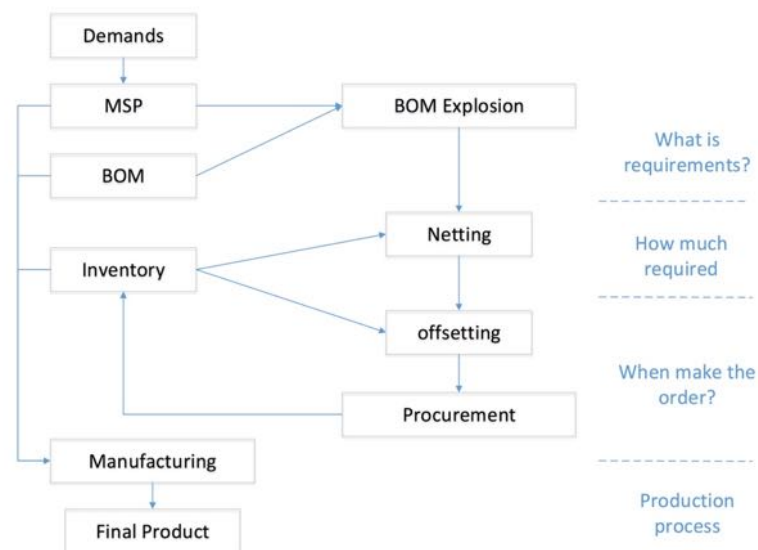 Demands
MSP
BOM Explosion
What is
requirements?
BOM
Netting
How much
required
Inventory
offsetting
When make the
order?
Procurement
Manufacturing
Production
process
Final Product